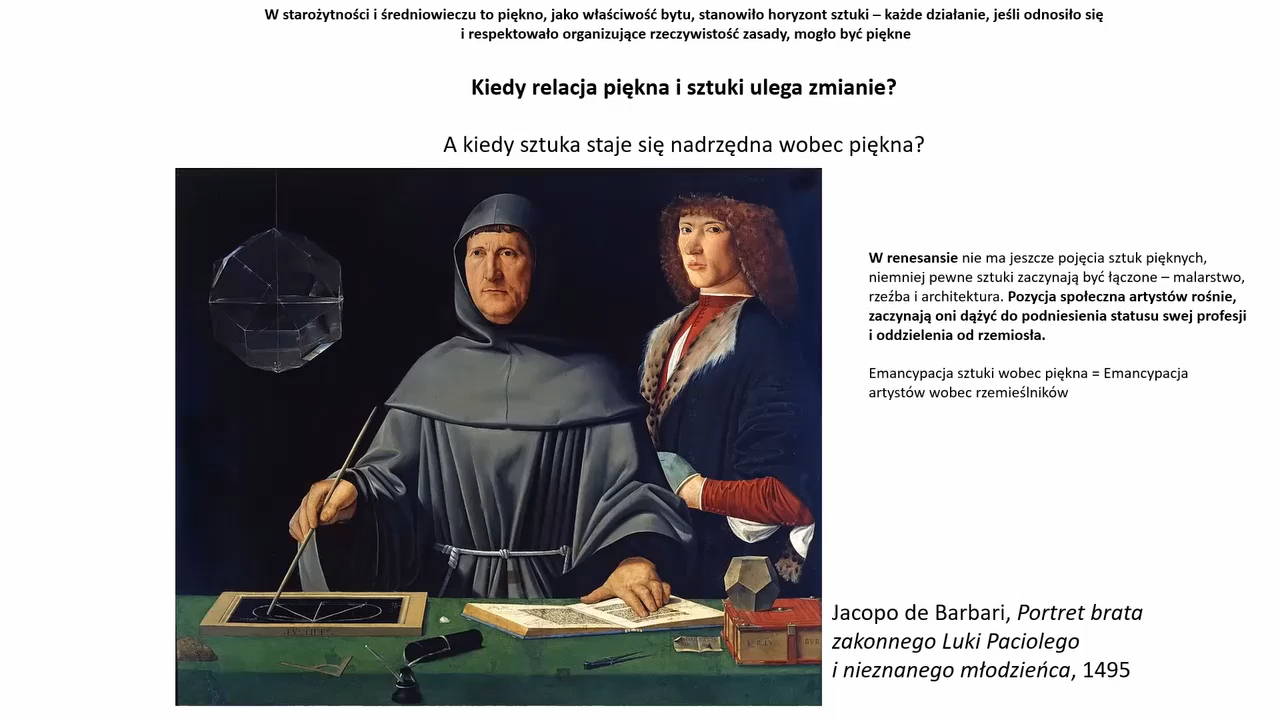 W starożytności i średniowieczu to piękno, jako właściwość bytu, stanowiło horyzont sztuki – każde działanie, jeśli odnosiło się
i respektowało organizujące rzeczywistość zasady, mogło być piękne
Kiedy relacja piękna i sztuki ulega zmianie?
A kiedy sztuka staje się nadrzędna wobec piękna?
W renesansie nie ma jeszcze pojęcia sztuk pięknych,
niemniej pewne sztuki zaczynają być łączone – malarstwo,
rzeźba i architektura. Pozycja społeczna artystów rośnie,
zaczynają oni dążyć do podniesienia statusu swej profesji
i oddzielenia od rzemiosła.
Emancypacja sztuki wobec piękna = Emancypacja
artystów wobec rzemieślników
Jacopo de Barbari, Portret brata
zakonnego Luki Paciolego
i nieznanego młodzieńca, 1495